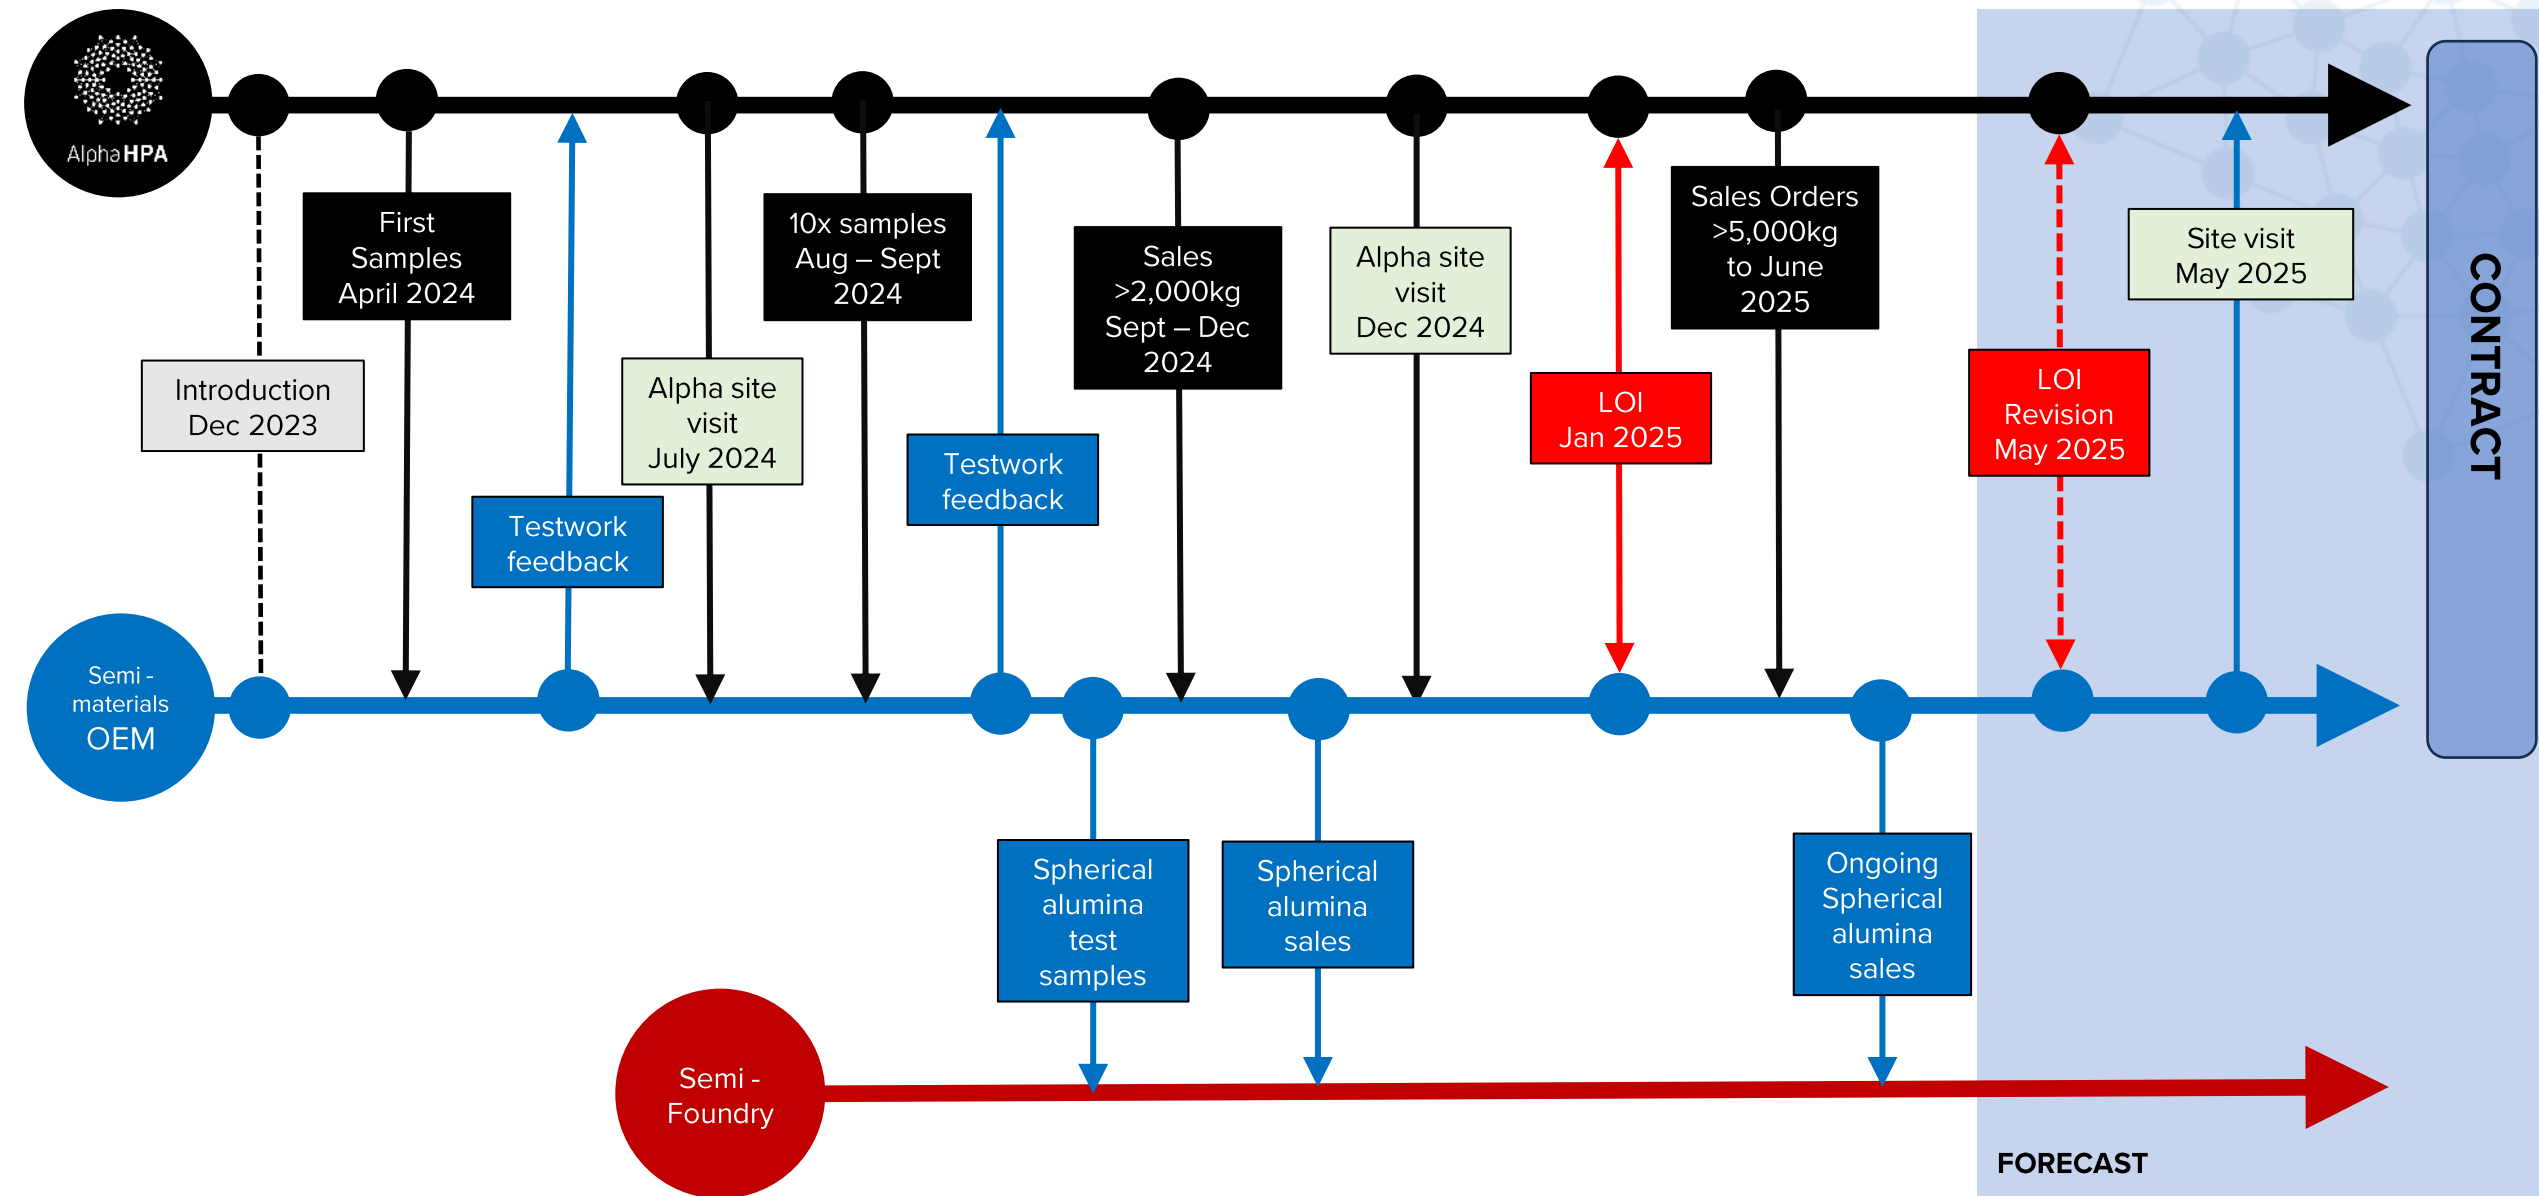 AlphaHPA
Introduction
Dec 2023
First
Samples
April 2024
Testwork
feedback
Alpha site
visit
July 2024
10x samples
Aug – Sept
2024
Testwork
feedback
Sales
>2,000kg
Sept – Dec
2024
Alpha site
visit
Dec 2024
LOI
Jan 2025
Sales Orders
>5,000kg
to June
2025
LOI
Revision
May 2025
Site visit
May 2025
CONTRACT
Semi -
materials
OEM
Spherical
alumina
test
samples
Spherical
alumina
sales
Ongoing
Spherical
alumina
sales
Semi -
Foundry
FORECAST